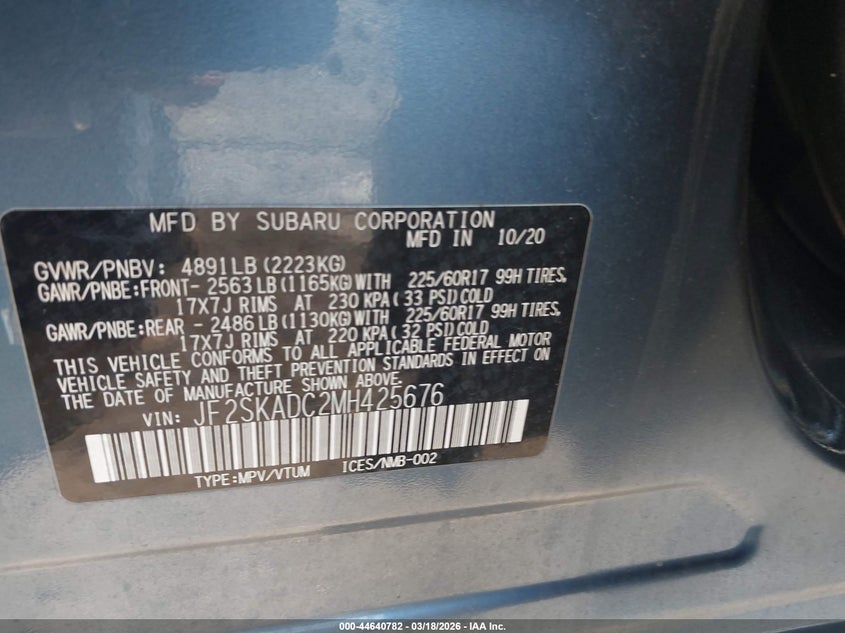 MFD BY SUBARU CORPORATION
MFD IN 10/20
GVWR/PNBV: 4891LB (2223KG)
GAWR/PNBE:FRONT- 2563 LB (1165KG) WITH 225/60R17 99H TIRES,
17X7J RIMS AT 230 KPA ( 33 PSI) COLD
GAWR/PNBE:REAR - 2486 LB (1130KG) WITH 225/60R17 99H TIRES,
17X7J RIMS AT 220 KPA ( 32 PSI) COLD
THIS VEHICLE CONFORMS TO ALL APPLICABLE FEDERAL MOTOR
VEHICLE SAFETY AND THEFT PREVENTION STANDARDS IN EFFECT ON
THE DATE OF MANUFACTURE SHOWN ABOVE.
VIN: JF2SKADC2MH425676
TYPE:MPV/VTUM ICES/NMB-002
000-44640782 - 03/18/2026 - IAA Inc.